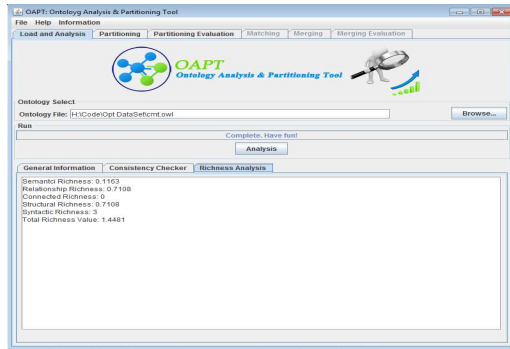 OAPT: Ontoloyg Analysis & Partitioning Tool
File Help Information
Load and Analysis Partitioning Partitioning Evaluation Matching Merging Merging Evaluation
OAPT
Ontology Analysis & Partitioning Tool
Ontology Select
Ontology File: H:\Code\Opt DataSet\cmt.owl Browse...
Run
Complete. Have fun!
Analysis
General Information Consistency Checker Richness Analysis
Semantci Richness: 0.1163
Relationship Richness: 0.7108
Connected Richness: 0
Structural Richness: 0.7108
Syntactic Richness: 3
Total Richness Value: 1.4481